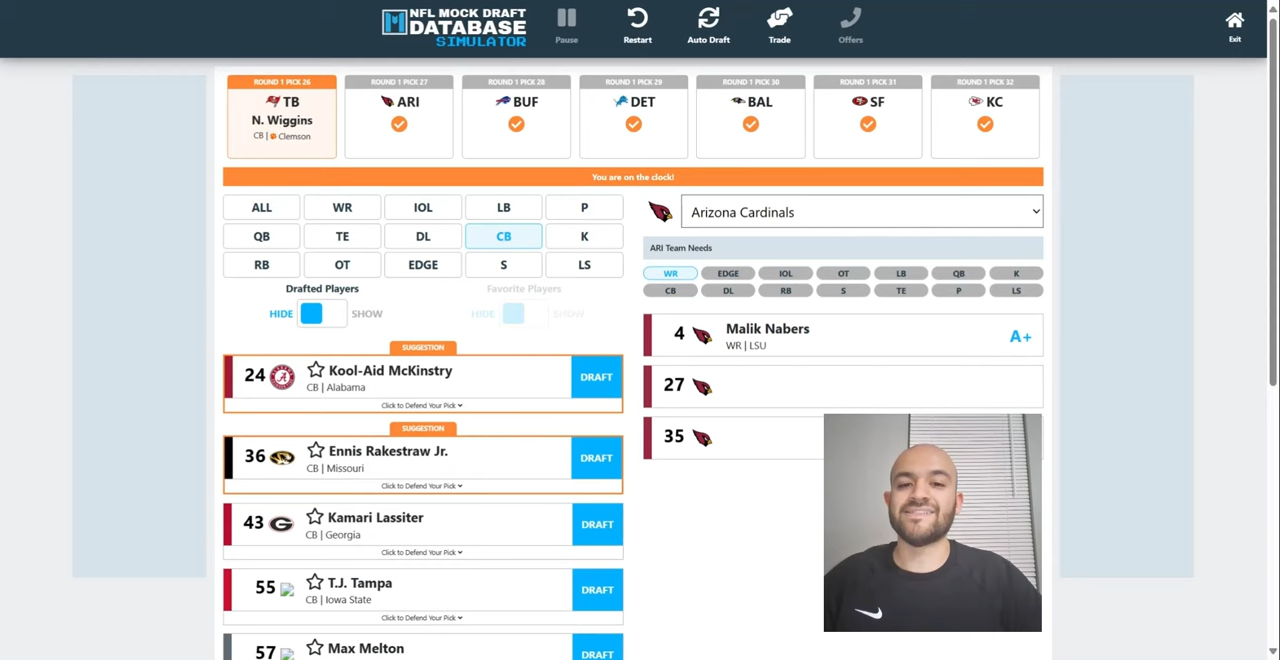 NFL MOCK DRAFT
DATABASE
SIMULATOR
Pause
Restart
Auto Draft
Trade
Offers
Exit
ROUND 1 PICK 26
TB
N. Wiggins
CB | Clemson
ROUND 1 PICK 27
ARI
ROUND 1 PICK 28
BUF
ROUND 1 PICK 29
DET
ROUND 1 PICK 30
BAL
ROUND 1 PICK 31
SF
ROUND 1 PICK 32
KC
You are on the clock!
ALL WR IOL LB P
QB TE DL CB K
RB OT EDGE S LS
Drafted Players
HIDE SHOW
Favorite Players
HIDE SHOW
SUGGESTION
24 Kool-Aid McKinstry
CB | Alabama
DRAFT
Click to Defend Your Pick
SUGGESTION
36 Ennis Rakestraw Jr.
CB | Missouri
DRAFT
Click to Defend Your Pick
43 Kamari Lassiter
CB | Georgia
DRAFT
Click to Defend Your Pick
55 T.J. Tampa
CB | Iowa State
DRAFT
Click to Defend Your Pick
57 Max Melton
DRAFT
Arizona Cardinals
ARI Team Needs
WR EDGE IOL OT LB QB K
CB DL RB S TE P LS
4 Malik Nabers
WR | LSU
A+
27
35